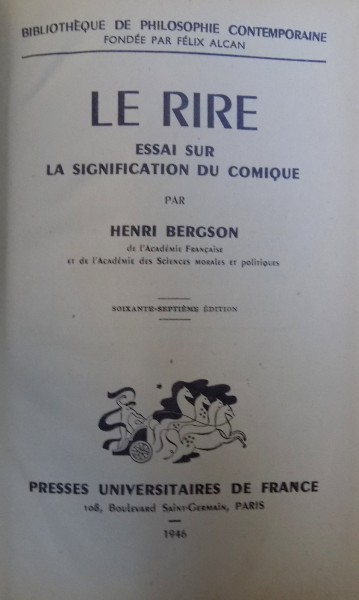 BIBLIOTHÈQUE DE PHILOSOPHIE CONTEMPORAINE
FONDÉE PAR FÉLIX ALCAN
LE RIRE
ESSAI SUR
LA SIGNIFICATION DU COMIQUE
PAR
HENRI BERGSON
de l'Académie Française
et de l'Académie des Sciences morales et politiques
SOIXANTE-SEPTIÈME ÉDITION
PRESSES UNIVERSITAIRES DE FRANCE
108, Boulevard Saint-Germain, PARIS
1946